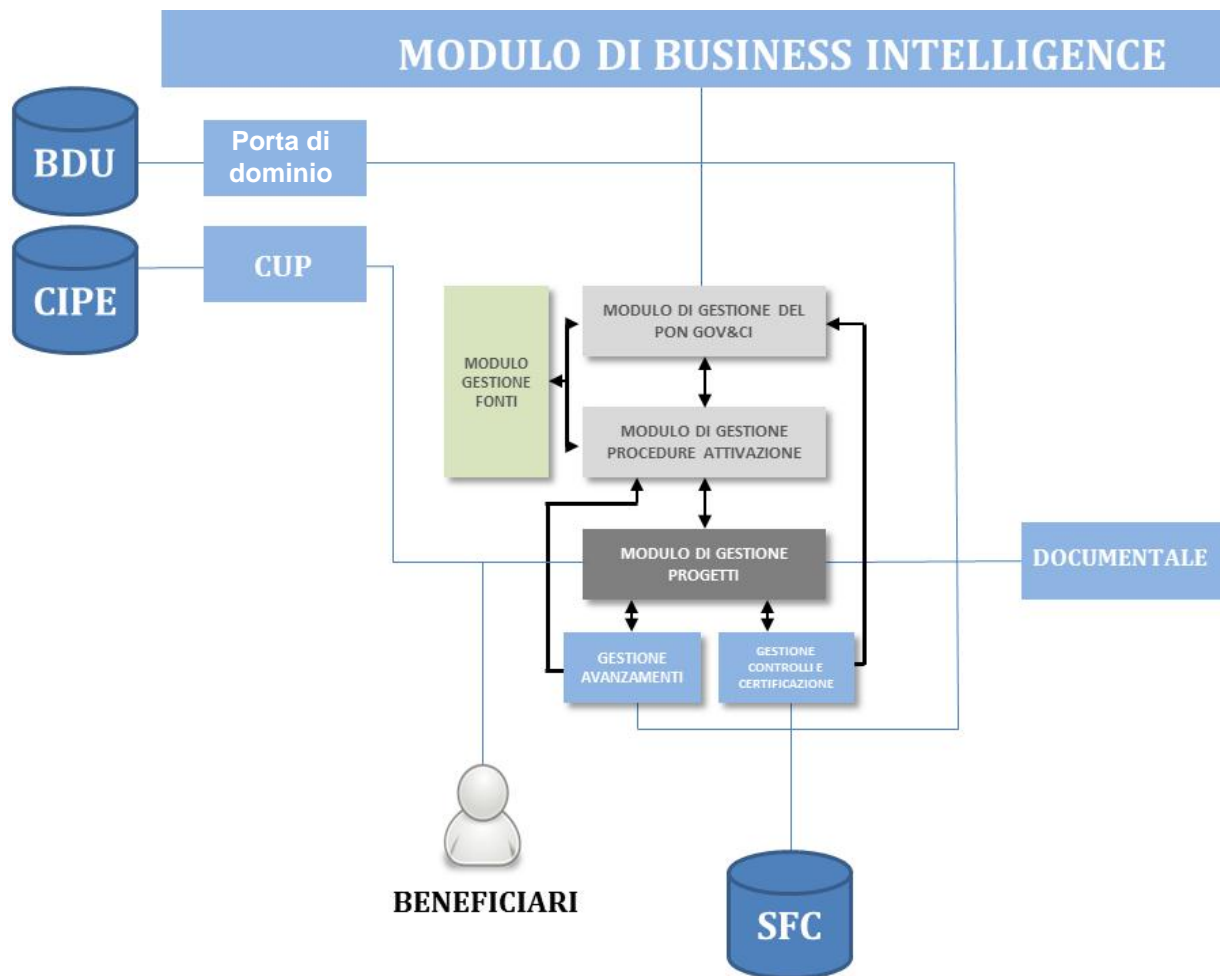 MODULO DI BUSINESS INTELLIGENCE
BDU
Porta di
dominio
CIPE
CUP
MODULO DI GESTIONE DEL
PON GOV&CI
MODULO
GESTIONE
FONTI
MODULO DI GESTIONE
PROCEDURE ATTIVAZIONE
MODULO DI GESTIONE
PROGETTI
DOCUMENTALE
GESTIONE
AVANZAMENTI
GESTIONE
CONTROLLI E
CERTIFICAZIONE
BENEFICIARI
SFC